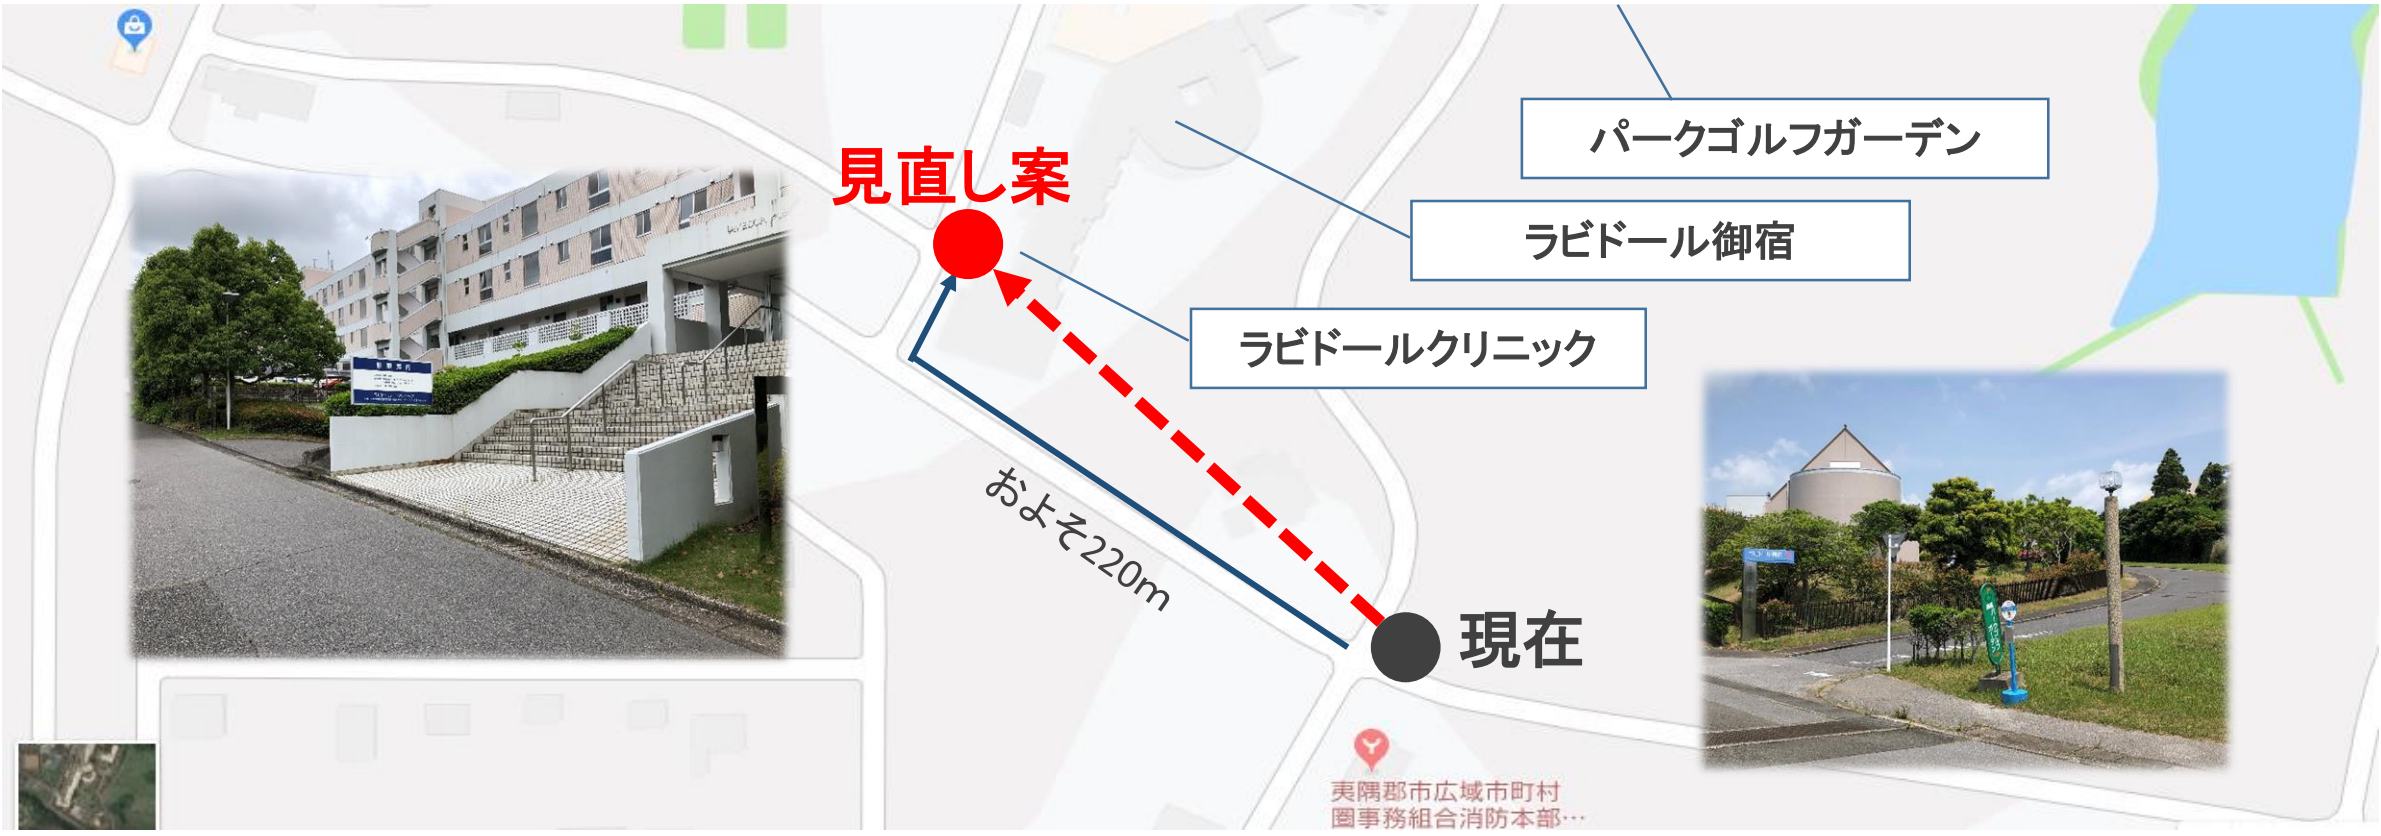 パークゴルフガーデン
見直し案
ラビドール御宿
ラビドールクリニック
およそ220m
現在
夷隅郡市広域市町村
圏事務組合消防本部…